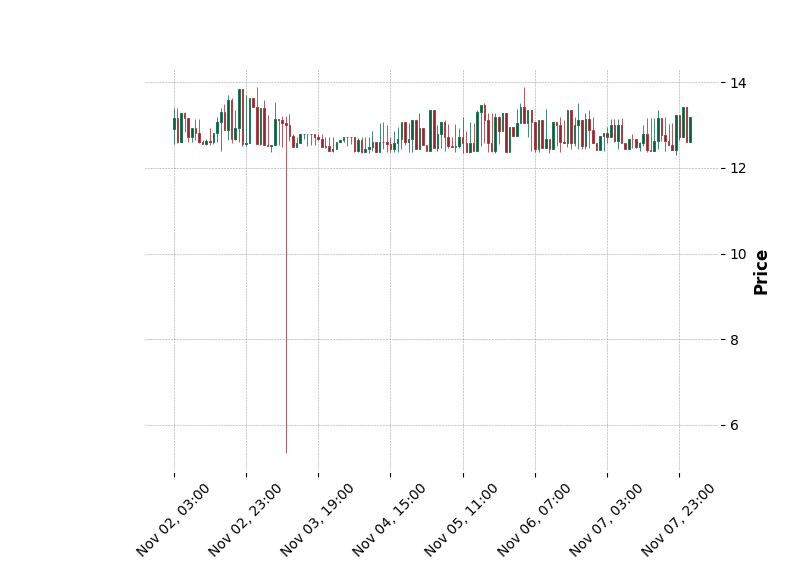 14
12
10
8
6
Price
Nov 02, 03:00
Nov 02, 23:00
Nov 03, 19:00
Nov 04, 15:00
Nov 05, 11:00
Nov 06, 07:00
Nov 07, 03:00
Nov 07, 23:00